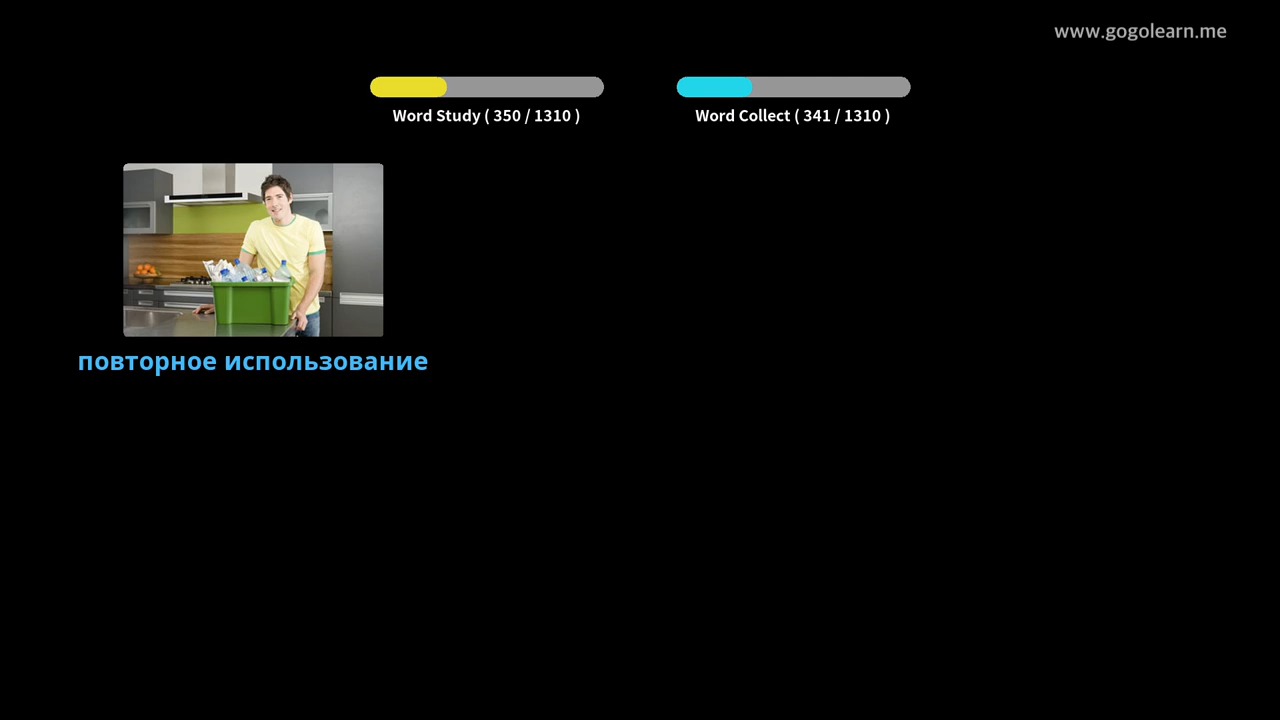 www.gogolearn.me
Word Study ( 350 / 1310 )
Word Collect ( 341 / 1310 )
повторное использование